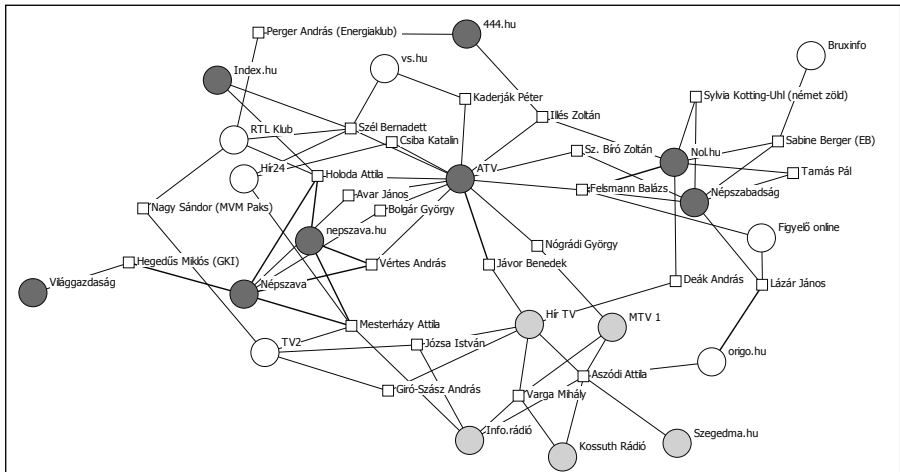 444.hu
Perger András (Energiaklub)
Bruxinfo
vs.hu
Index.hu
Kaderják Péter
Sylvia Kotting-Uhl (német zöld)
Illés Zoltán
RTL Klub
Szél Bernadett
Csiba Katalin
Sabine Berger (EB)
Sz. Bíró Zoltán
Nol.hu
Hír24
Holoda Attila
ATV
Tamás Pál
Avar János
Felsmann Balázs
Népszabadság
Nagy Sándor (MVM Paks)
Bolgár György
nepszava.hu
Figyelő online
Nógrádi György
Hegedűs Miklós (GKI)
Vértes András
Jávor Benedek
Világgazdaság
Népszava
Deák András
Lázár János
Hír TV
MTV 1
Mesterházy Attila
TV2
Józsa István
origo.hu
Aszódi Attila
Giró-Szász András
Varga Mihály
Info.rádió
Kossuth Rádió
Szegedma.hu